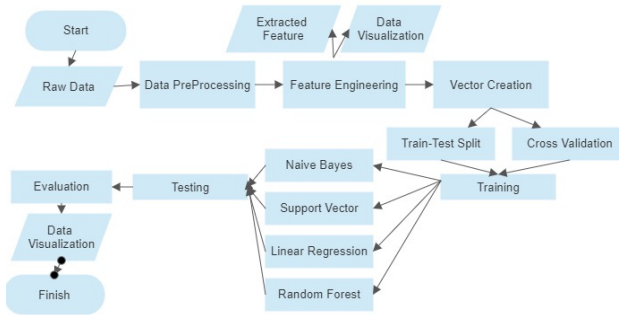 Start
Extracted
Feature
Data
Visualization
Raw Data
Data PreProcessing
Feature Engineering
Vector Creation
Train-Test Split
Cross Validation
Naive Bayes
Evaluation
Testing
Training
Support Vector
Data
Visualization
Linear Regression
Finish
Random Forest